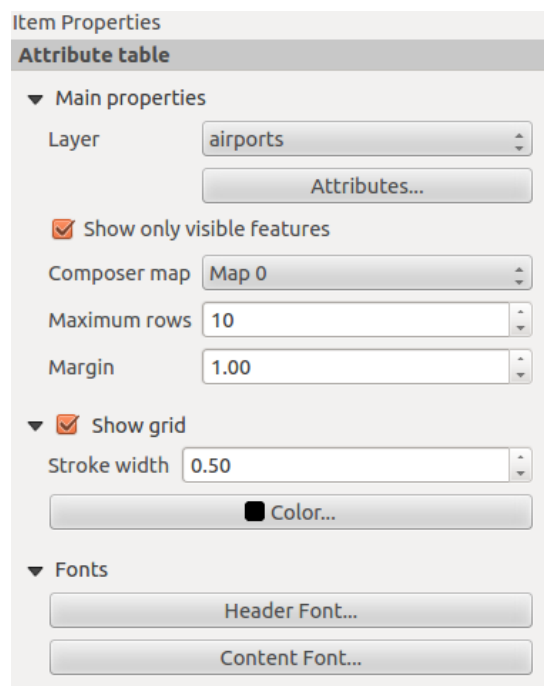 Item Properties
Attribute table
Main properties
Layer airports
Attributes...
Show only visible features
Composer map Map 0
Maximum rows 10
Margin 1.00
Show grid
Stroke width 0.50
Color...
Fonts
Header Font...
Content Font...